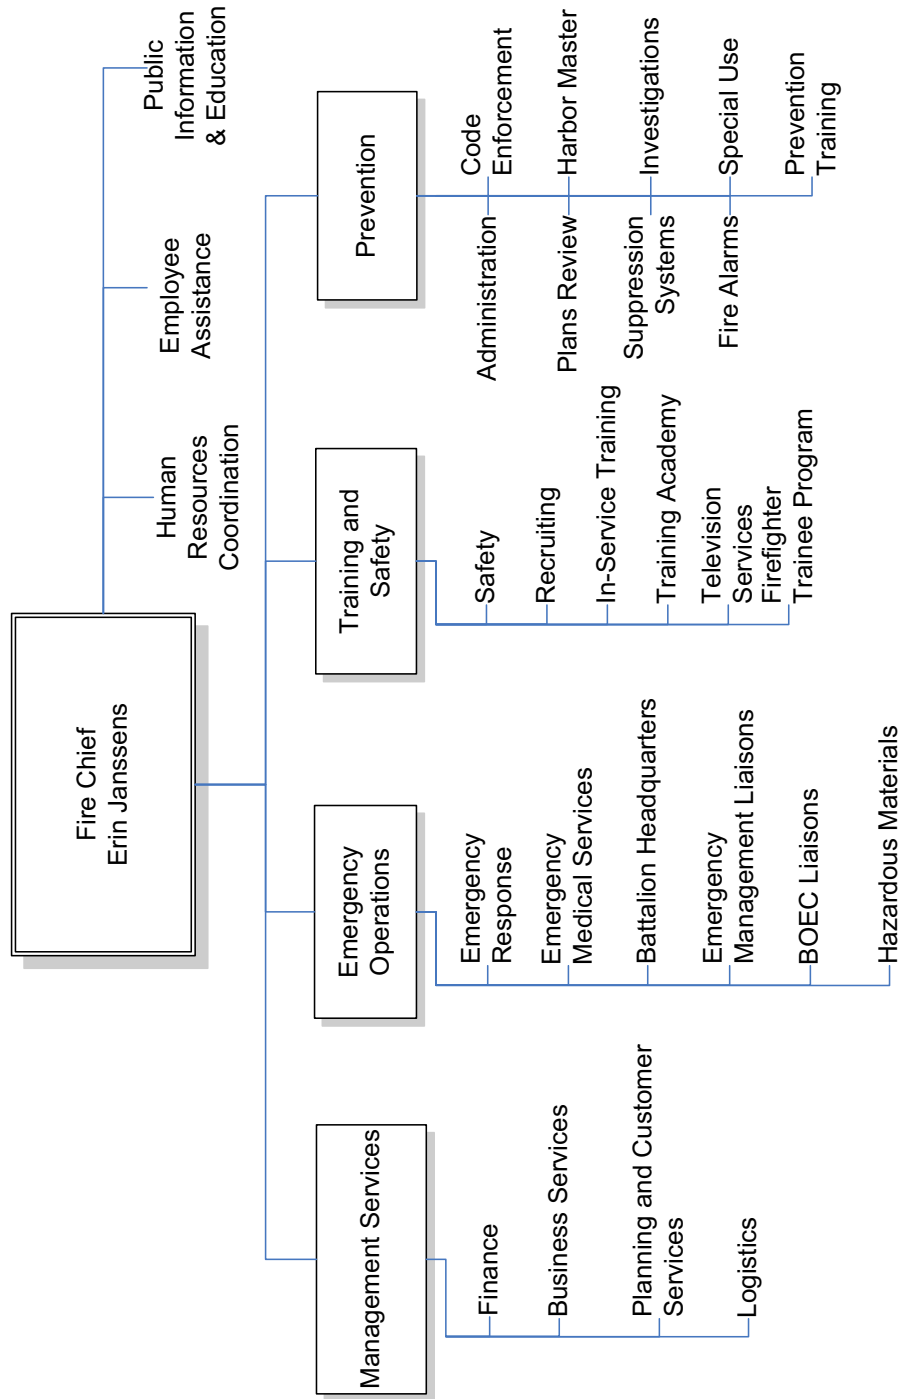 Fire Chief
Erin Janssens
Human
Resources
Coordination
Employee
Assistance
Public
Information
& Education
Management Services
Finance
Business Services
Planning and Customer
Services
Logistics
Emergency
Operations
Emergency
Response
Emergency
Medical Services
Battalion Headquarters
Emergency
Management Liaisons
BOEC Liaisons
Hazardous Materials
Training and
Safety
Safety
Recruiting
In-Service Training
Training Academy
Television
Services
Firefighter
Trainee Program
Prevention
Administration
Code
Enforcement
Plans Review
Harbor Master
Suppression
Systems
Investigations
Fire Alarms
Special Use
Prevention
Training